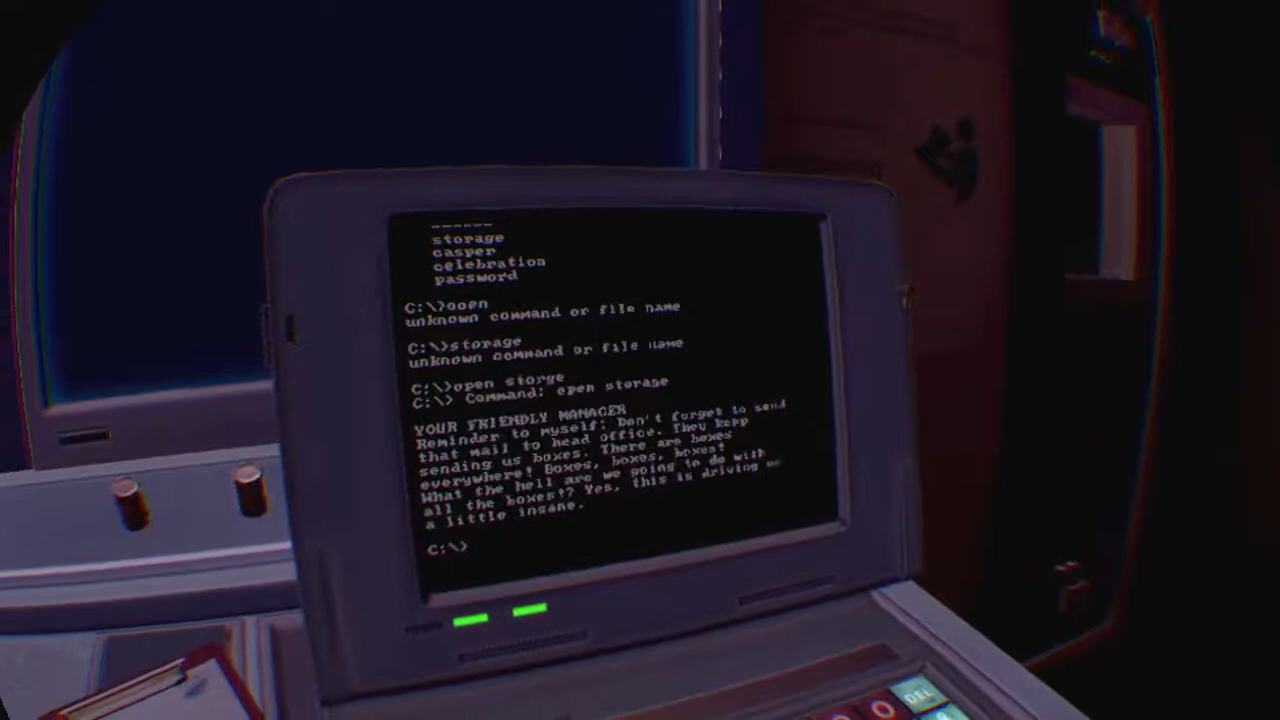 ------
storage
casper
celebration
password
C:\>open
unknown command or file name
C:\>storage
unknown command or file name
C:\>open storge
C:\> Command: open storage
YOUR FRIENDLY MANAGER
Reminder to myself: Don't forget to send
that mail to head office. They keep
sending us boxes. There are boxes
everywhere! Boxes, boxes, boxes!
What the hell are we going to do with
all the boxes!? Yes, this is driving me
a little insane.
C:\>
DEL